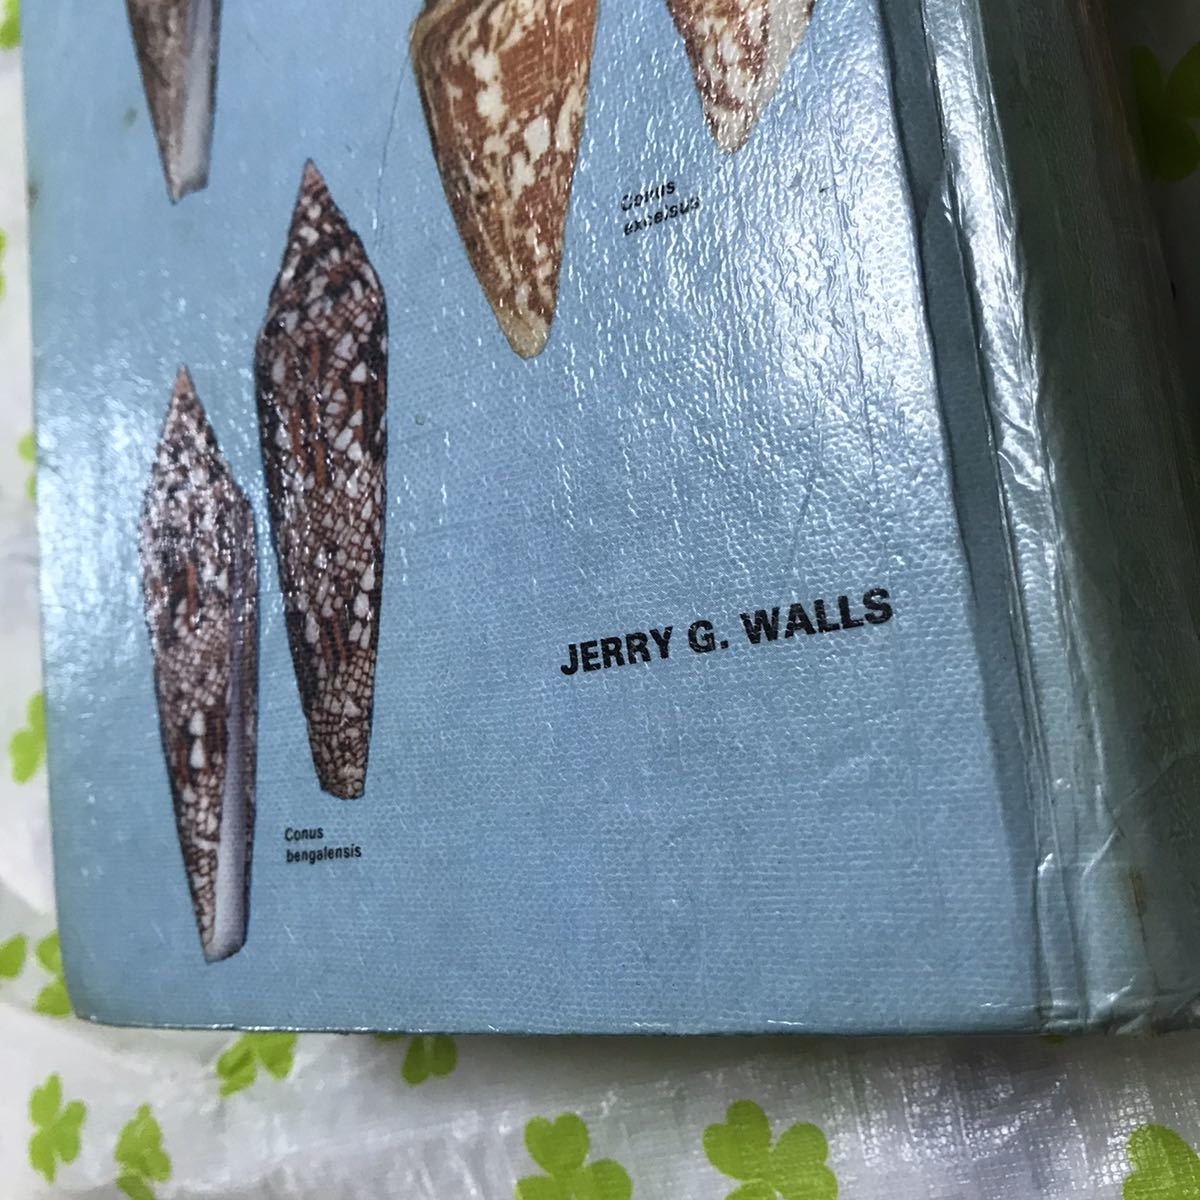 Conus
excelsus
JERRY G. WALLS
Conus
bengalensis